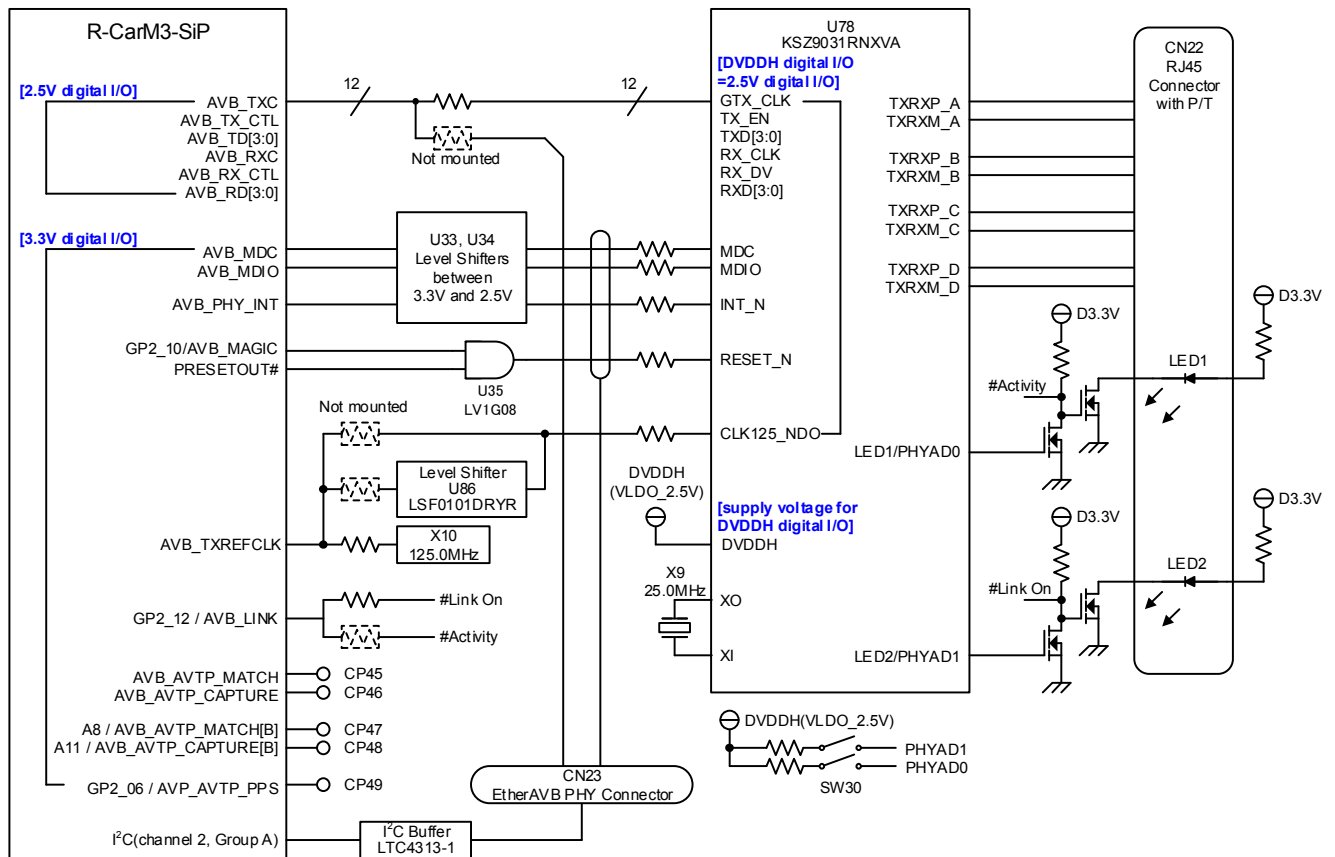 R-CarM3-SiP
[2.5V digital I/O]
AVB_TXC
AVB_TX_CTL
AVB_TD[3:0]
AVB_RXC
AVB_RX_CTL
AVB_RD[3:0]
[3.3V digital I/O]
AVB_MDC
AVB_MDIO
AVB_PHY_INT
GP2_10/AVB_MAGIC
PRESETOUT#
AVB_TXREFCLK
GP2_12 / AVB_LINK
AVB_AVTP_MATCH
AVB_AVTP_CAPTURE
A8 / AVB_AVTP_MATCH[B]
A11 / AVB_AVTP_CAPTURE[B]
GP2_06 / AVP_AVTP_PPS
I2C(channel 2, Group A)
12
12
Not mounted
U33, U34
Level Shifters
between
3.3V and 2.5V
U35
LV1G08
Not mounted
Level Shifter
U86
LSF0101DRYR
X10
125.0MHz
#Link On
#Activity
CP45
CP46
CP47
CP48
CP49
CN23
EtherAVB PHY Connector
I2C Buffer
LTC4313-1
U78
KSZ9031RNXVA
[DVDDH digital I/O
=2.5V digital I/O]
GTX_CLK
TX_EN
TXD[3:0]
RX_CLK
RX_DV
RXD[3:0]
MDC
MDIO
INT_N
RESET_N
CLK125_NDO
DVDDH
(VLDO_2.5V)
[supply voltage for
DVDDH digital I/O]
DVDDH
X9
25.0MHz
XO
XI
TXRXP_A
TXRXM_A
TXRXP_B
TXRXM_B
TXRXP_C
TXRXM_C
TXRXP_D
TXRXM_D
LED1/PHYAD0
LED2/PHYAD1
DVDDH(VLDO_2.5V)
PHYAD1
PHYAD0
SW30
CN22
RJ45
Connector
with P/T
D3.3V
D3.3V
#Activity
LED1
D3.3V
D3.3V
#Link On
LED2